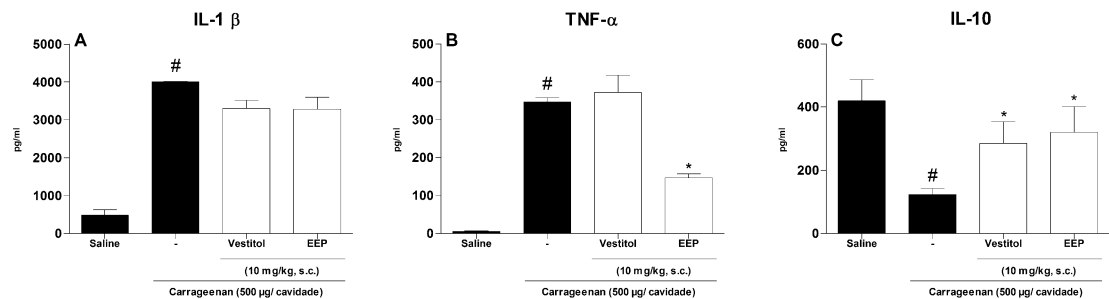 IL-1 β
A
5000
4000
3000
2000
1000
0
pg/ml
#
Saline - Vestitol EEP
(10 mg/kg, s.c.)
Carrageenan (500 µg/ cavidade)
TNF-α
B
500
400
300
200
100
0
pg/ml
#
*
Saline - Vestitol EEP
(10 mg/kg, s.c.)
Carrageenan (500 µg/ cavidade)
IL-10
C
600
400
200
0
pg/ml
#
*
*
Saline - Vestitol EEP
(10 mg/kg, s.c.)
Carrageenan (500 µg/ cavidade)